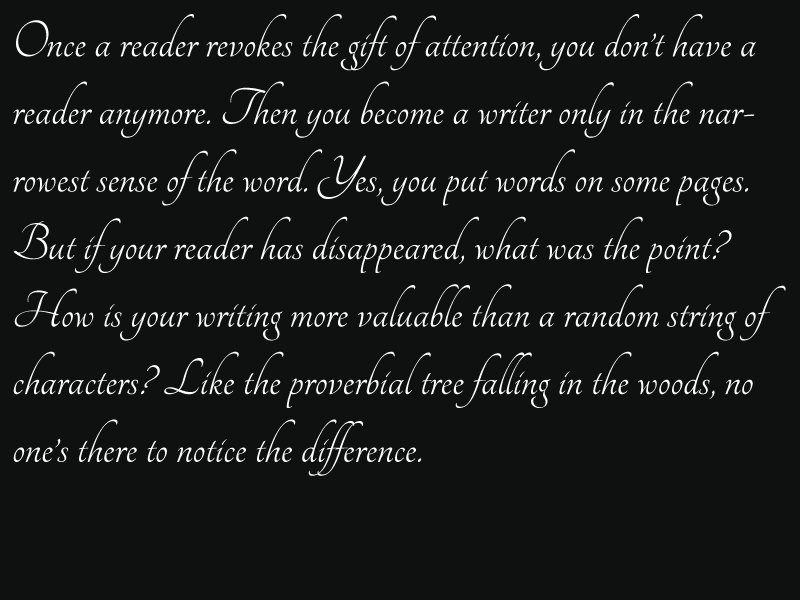 Once a reader revokes the gift of attention, you don’t have a
reader anymore. Then you become a writer only in the nar-
rowest sense of the word. Yes, you put words on some pages.
But if your reader has disappeared, what was the point?
How is your writing more valuable than a random string of
characters? Like the proverbial tree falling in the woods, no
one’s there to notice the difference.